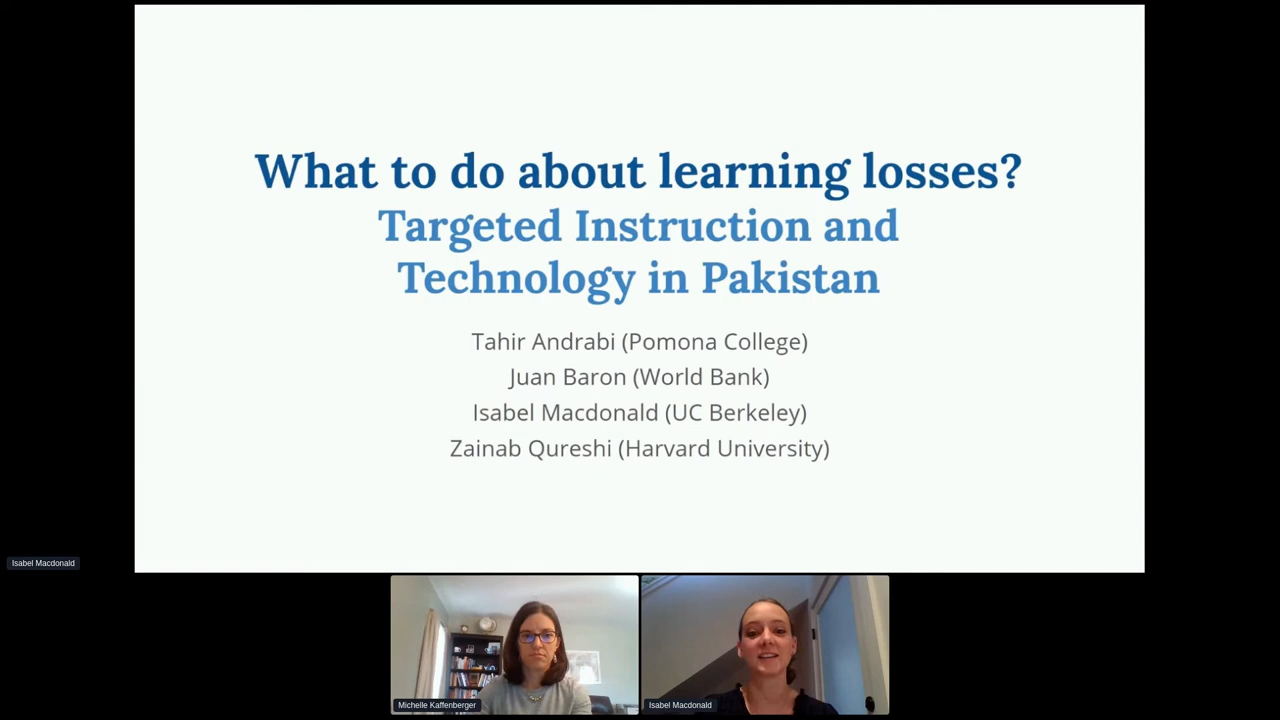 What to do about learning losses?
Targeted Instruction and
Technology in Pakistan
Tahir Andrabi (Pomona College)
Juan Baron (World Bank)
Isabel Macdonald (UC Berkeley)
Zainab Qureshi (Harvard University)
Isabel Macdonald
Michelle Kaffenberger
Isabel Macdonald